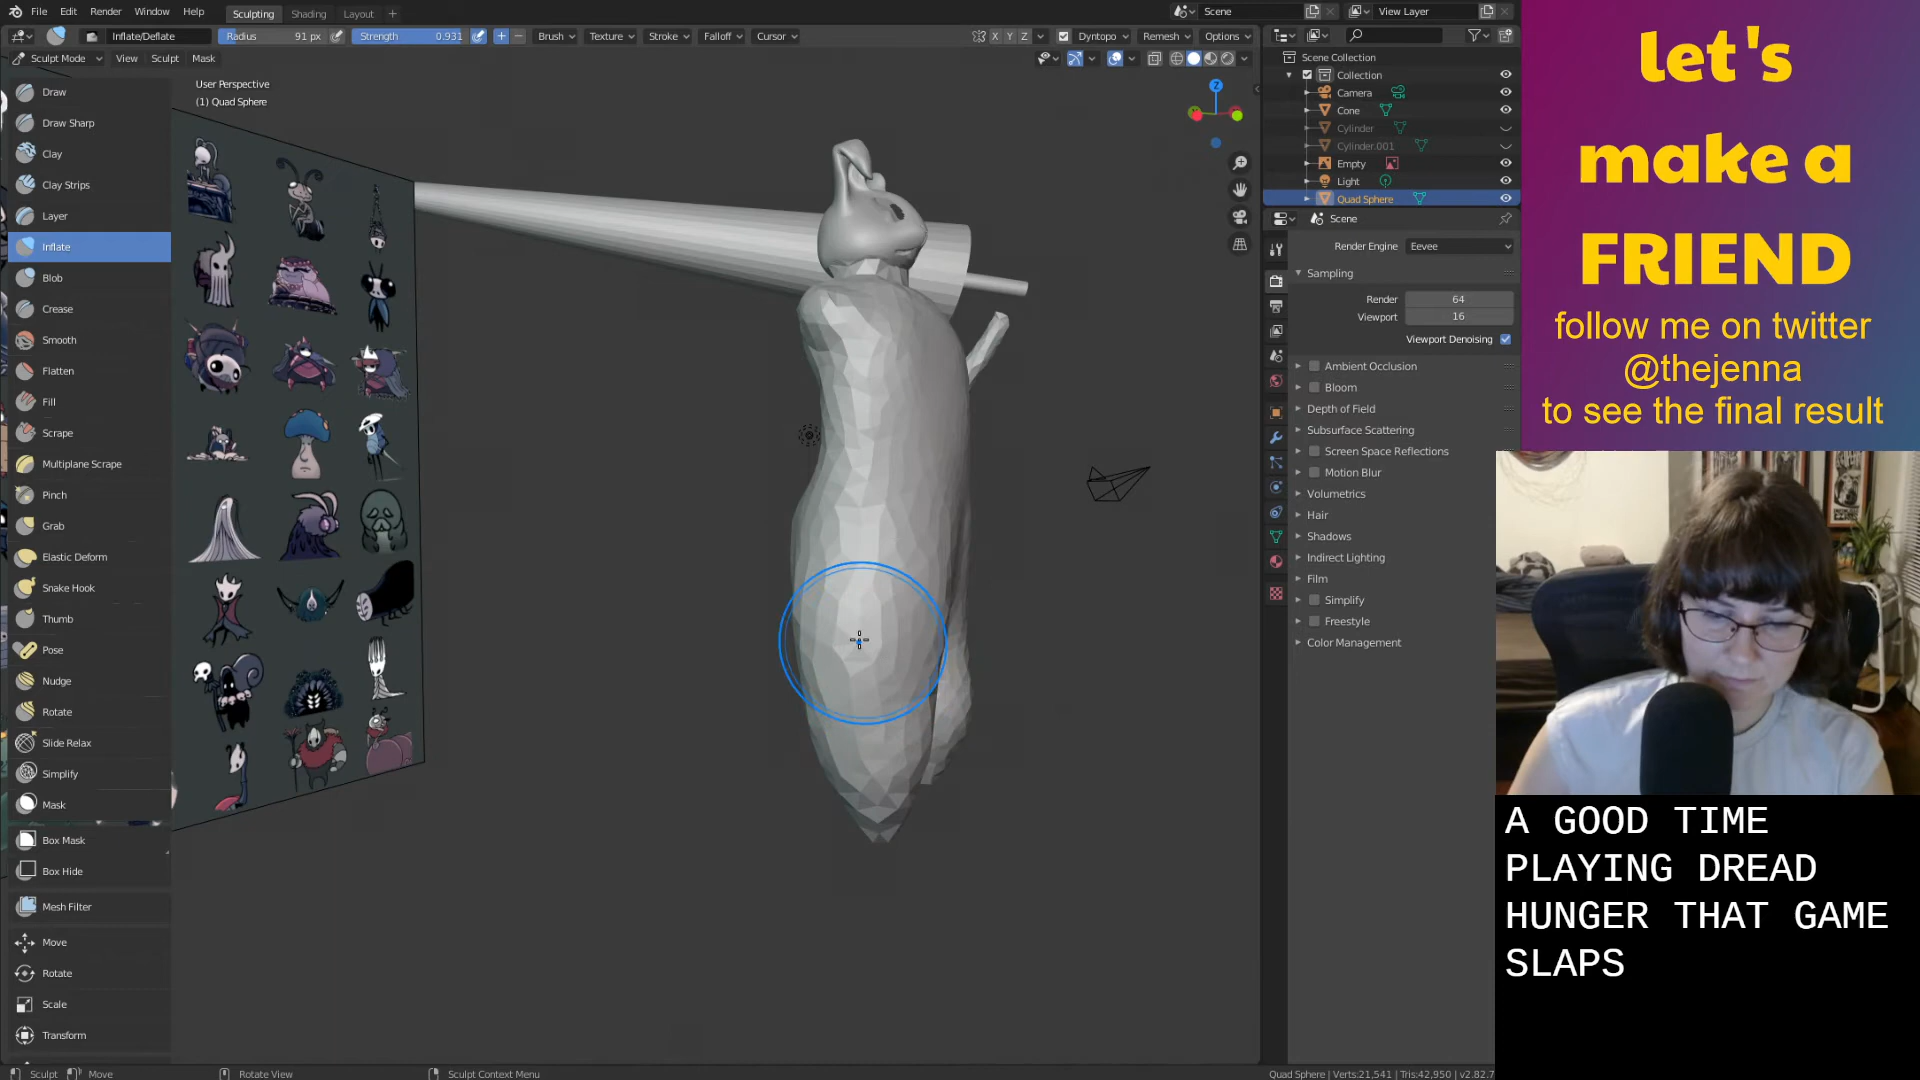 File Edit Render Window Help Sculpting Shading Layout + Scene View Layer
Inflate/Deflate Radius 91 px Strength 0.931 + − Brush Texture Stroke Falloff Cursor X Y Z Dyntopo Remesh Options
Sculpt Mode View Sculpt Mask
User Perspective
(1) Quad Sphere
Draw
Draw Sharp
Clay
Clay Strips
Layer
Inflate
Blob
Crease
Smooth
Flatten
Fill
Scrape
Multiplane Scrape
Pinch
Grab
Elastic Deform
Snake Hook
Thumb
Pose
Nudge
Rotate
Slide Relax
Simplify
Mask
Box Mask
Box Hide
Mesh Filter
Move
Rotate
Scale
Transform
Z
Scene Collection
Collection
Camera
Cone
Cylinder
Cylinder.001
Empty
Light
Quad Sphere
Scene
Render Engine Eevee
Sampling
Render 64
Viewport 16
Viewport Denoising
Ambient Occlusion
Bloom
Depth of Field
Subsurface Scattering
Screen Space Reflections
Motion Blur
Volumetrics
Hair
Shadows
Indirect Lighting
Film
Simplify
Freestyle
Color Management
let's
make a
FRIEND
follow me on twitter
@thejenna
to see the final result
A GOOD TIME
PLAYING DREAD
HUNGER THAT GAME
SLAPS
Sculpt Move Rotate View Sculpt Context Menu Quad Sphere | Verts:21,541 | Tris:42,950 | v2.82.7